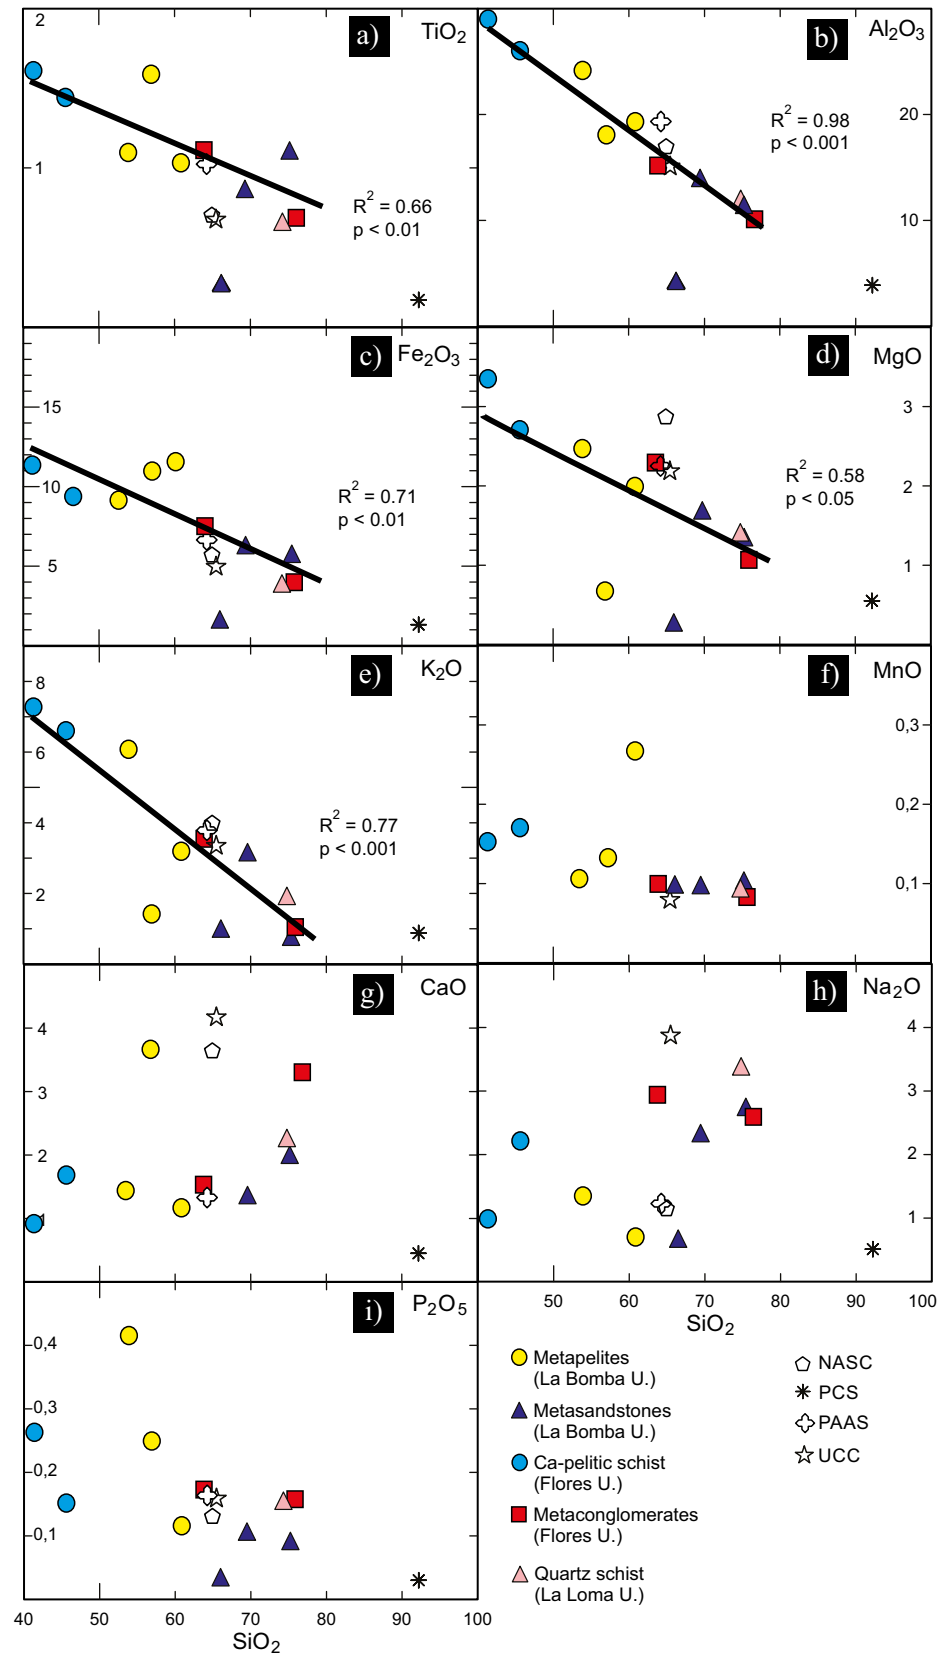 2
a) TiO2
1
R2 = 0.66
p < 0.01
b) Al2O3
20
R2 = 0.98
p < 0.001
10
c) Fe2O3
15
10
R2 = 0.71
p < 0.01
5
d) MgO
3
2
R2 = 0.58
p < 0.05
1
e) K2O
8
6
4
R2 = 0.77
p < 0.001
2
f) MnO
0,3
0,2
0,1
g) CaO
4
3
2
1
h) Na2O
4
3
2
1
50 60 70 80 90 100
SiO2
i) P2O5
0,4
0,3
0,2
0,1
40 50 60 70 80 90 100
SiO2
Metapelites
(La Bomba U.)
Metasandstones
(La Bomba U.)
Ca-pelitic schist
(Flores U.)
Metaconglomerates
(Flores U.)
Quartz schist
(La Loma U.)
NASC
PCS
PAAS
UCC